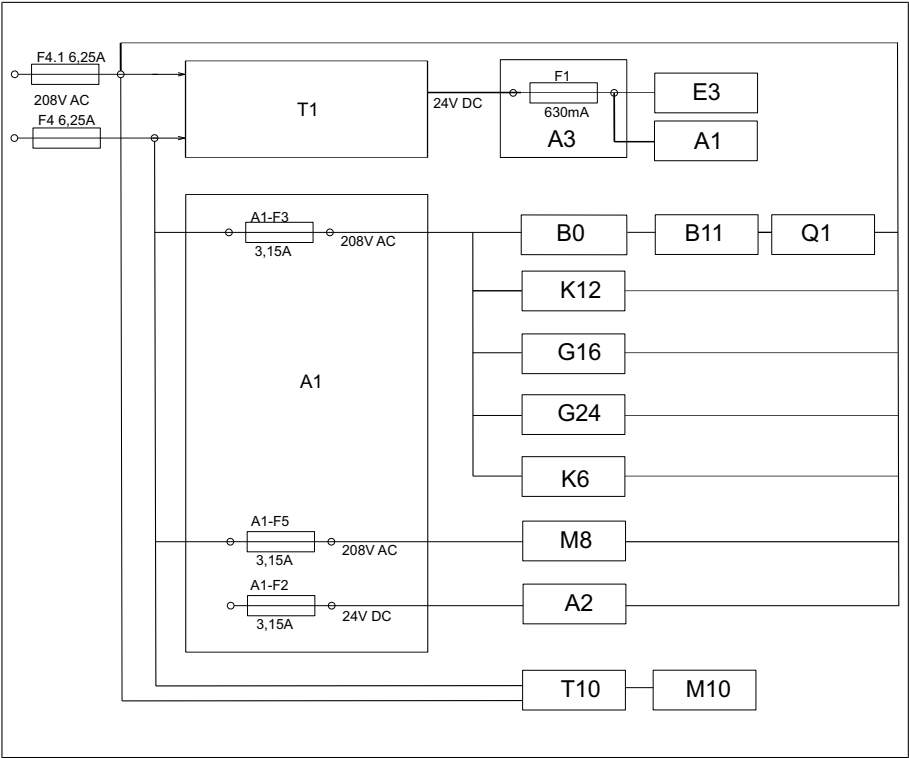 F4.1 6,25A
208V AC
F4 6,25A
T1
24V DC
F1
630mA
A3
E3
A1
A1-F3
3,15A
208V AC
B0
B11
Q1
K12
G16
A1
G24
K6
A1-F5
3,15A
208V AC
M8
A1-F2
3,15A
24V DC
A2
T10
M10